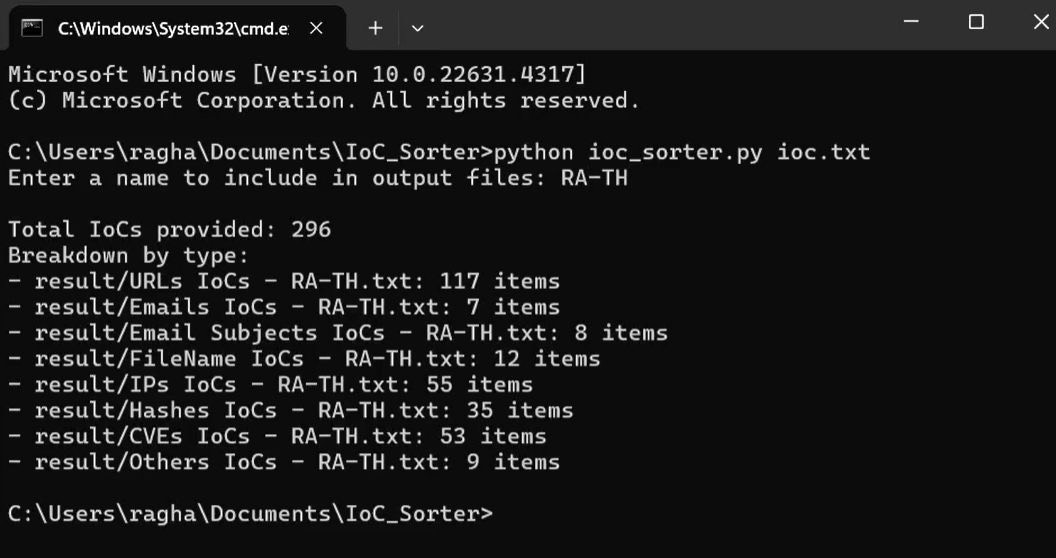 C:\Windows\System32\cmd.e
Microsoft Windows [Version 10.0.22631.4317]
(c) Microsoft Corporation. All rights reserved.
C:\Users\ragha\Documents\IoC_Sorter>python ioc_sorter.py ioc.txt
Enter a name to include in output files: RA-TH
Total IoCs provided: 296
Breakdown by type:
- result/URLs IoCs - RA-TH.txt: 117 items
- result/Emails IoCs - RA-TH.txt: 7 items
- result/Email Subjects IoCs - RA-TH.txt: 8 items
- result/FileName IoCs - RA-TH.txt: 12 items
- result/IPs IoCs - RA-TH.txt: 55 items
- result/Hashes IoCs - RA-TH.txt: 35 items
- result/CVEs IoCs - RA-TH.txt: 53 items
- result/Others IoCs - RA-TH.txt: 9 items
C:\Users\ragha\Documents\IoC_Sorter>